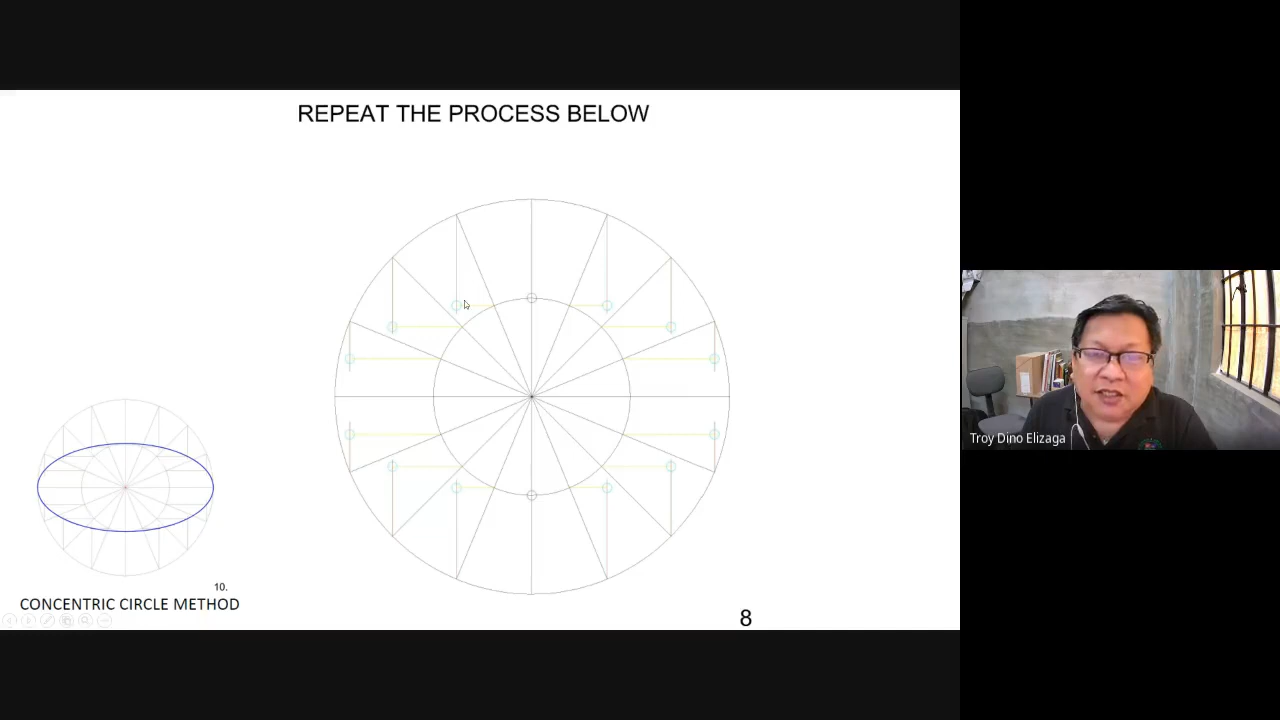 REPEAT THE PROCESS BELOW
Troy Dino Elizaga
10.
CONCENTRIC CIRCLE METHOD
8